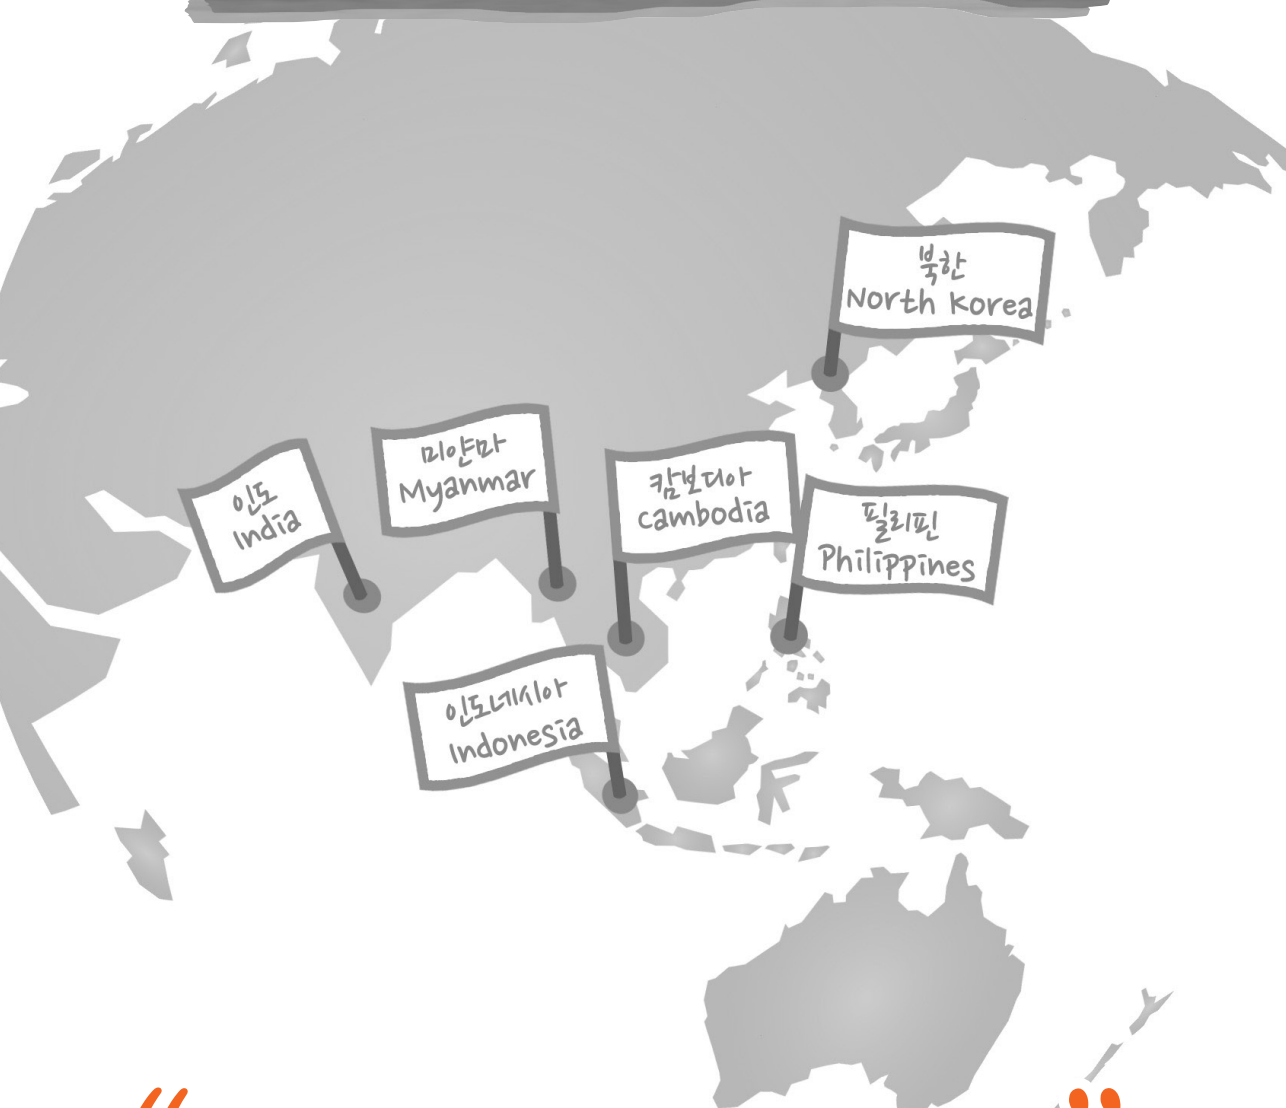 북한
North Korea
미얀마
Myanmar
인도
India
캄보디아
Cambodia
필리핀
Philippines
인도네시아
Indonesia
“ ”